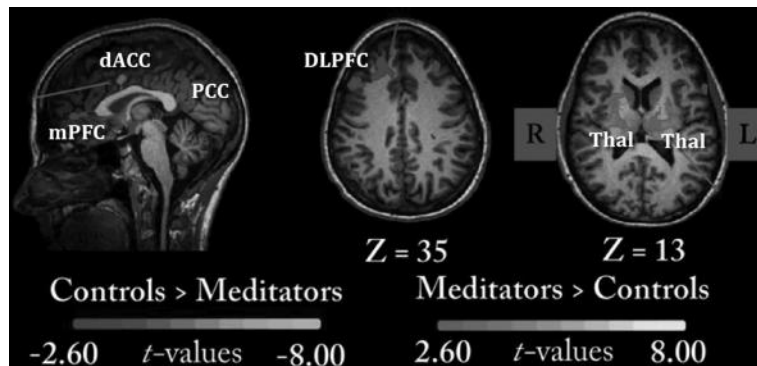 dACC
PCC
mPFC
DLPFC
R
Thal
Thal
L
Z = 35
Z = 13
Controls > Meditators
-2.60
t-values
-8.00
Meditators > Controls
2.60
t-values
8.00